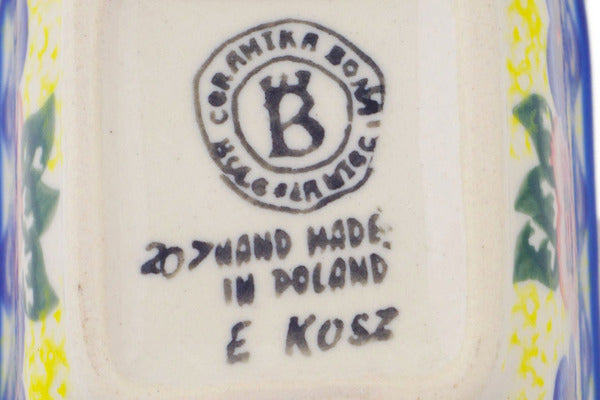 CERAMIKA BONA
B
207 HAND MADE
IN POLAND
E KOSZ